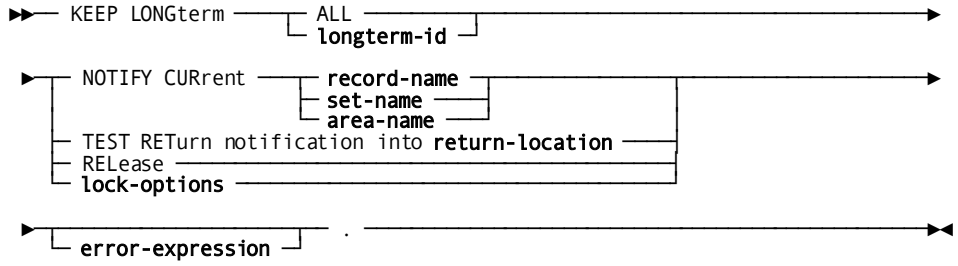 KEEP LONGterm ALL
longterm-id
NOTIFY CURrent record-name
set-name
area-name
TEST RETurn notification into return-location
RELease
lock-options
.
error-expression